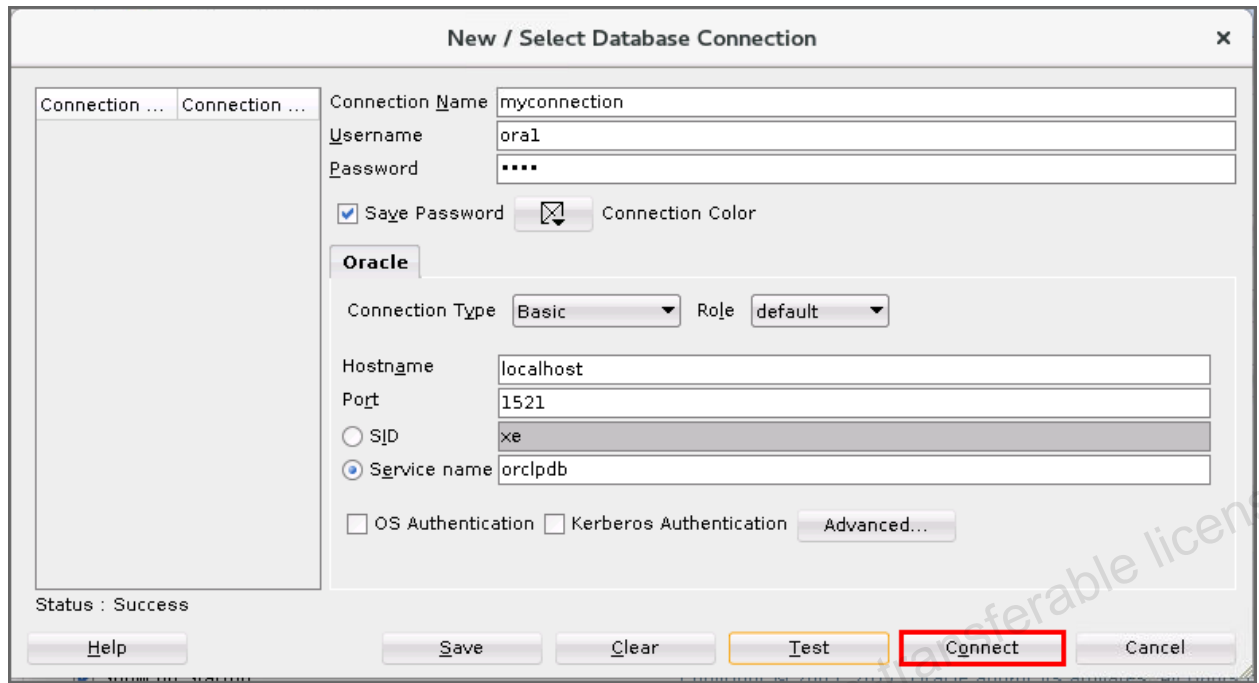 New / Select Database Connection
Connection ... Connection ...
Connection Name myconnection
Username ora1
Password ••••
Save Password Connection Color
Oracle
Connection Type Basic Role default
Hostname localhost
Port 1521
SID xe
Service name orclpdb
OS Authentication Kerberos Authentication Advanced...
Status : Success
Help Save Clear Test Connect Cancel
transferable licens